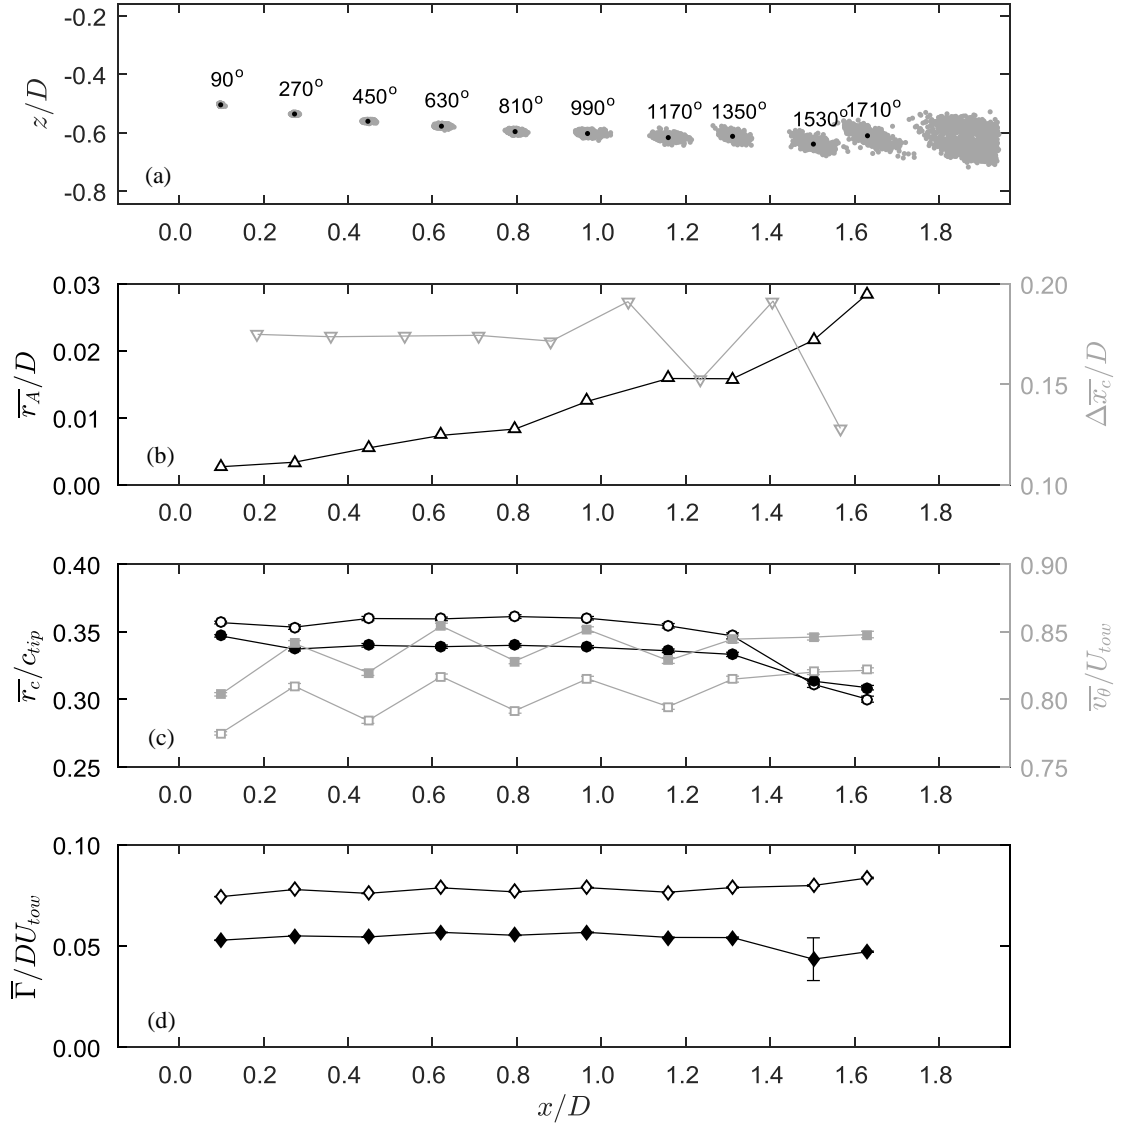 z/D
-0.2
-0.4
-0.6
-0.8
90°
270°
450°
630°
810°
990°
1170°
1350°
1530°
1710°
(a)
0.0 0.2 0.4 0.6 0.8 1.0 1.2 1.4 1.6 1.8
r̅_A/D
0.03
0.02
0.01
0.00
(b)
0.20
0.15
0.10
Δx̅_c/D
0.0 0.2 0.4 0.6 0.8 1.0 1.2 1.4 1.6 1.8
r̅_c/c_tip
0.40
0.35
0.30
0.25
(c)
0.90
0.85
0.80
0.75
v̅_θ/U_tow
0.0 0.2 0.4 0.6 0.8 1.0 1.2 1.4 1.6 1.8
Γ̅/DU_tow
0.10
0.05
0.00
(d)
0.0 0.2 0.4 0.6 0.8 1.0 1.2 1.4 1.6 1.8
x/D